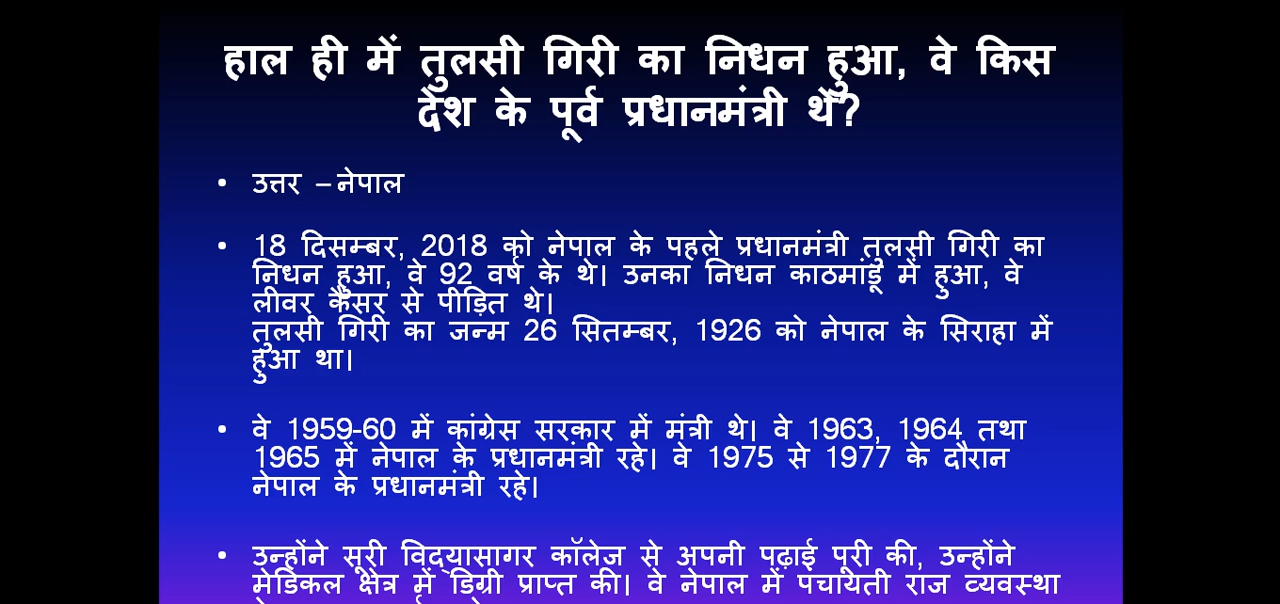 हाल ही में तुलसी गिरी का निधन हुआ, वे किस
देश के पूर्व प्रधानमंत्री थे?
• उत्तर – नेपाल
• 18 दिसम्बर, 2018 को नेपाल के पहले प्रधानमंत्री तुलसी गिरी का
निधन हुआ, वे 92 वर्ष के थे। उनका निधन काठमांडू में हुआ, वे
लीवर कैंसर से पीड़ित थे।
तुलसी गिरी का जन्म 26 सितम्बर, 1926 को नेपाल के सिराहा में
हुआ था।
• वे 1959-60 में कांग्रेस सरकार में मंत्री थे। वे 1963, 1964 तथा
1965 में नेपाल के प्रधानमंत्री रहे। वे 1975 से 1977 के दौरान
नेपाल के प्रधानमंत्री रहे।
• उन्होंने सूरी विद्यासागर कॉलेज से अपनी पढ़ाई पूरी की, उन्होंने
मेडिकल क्षेत्र में डिग्री प्राप्त की। वे नेपाल में पंचायती राज व्यवस्था